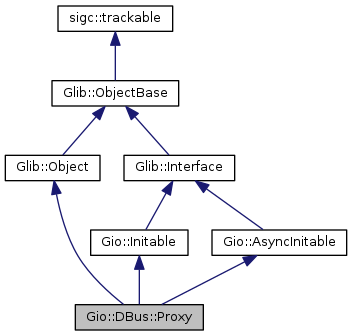 sigc::trackable
Glib::ObjectBase
Glib::Object
Glib::Interface
Gio::Initable
Gio::AsyncInitable
Gio::DBus::Proxy